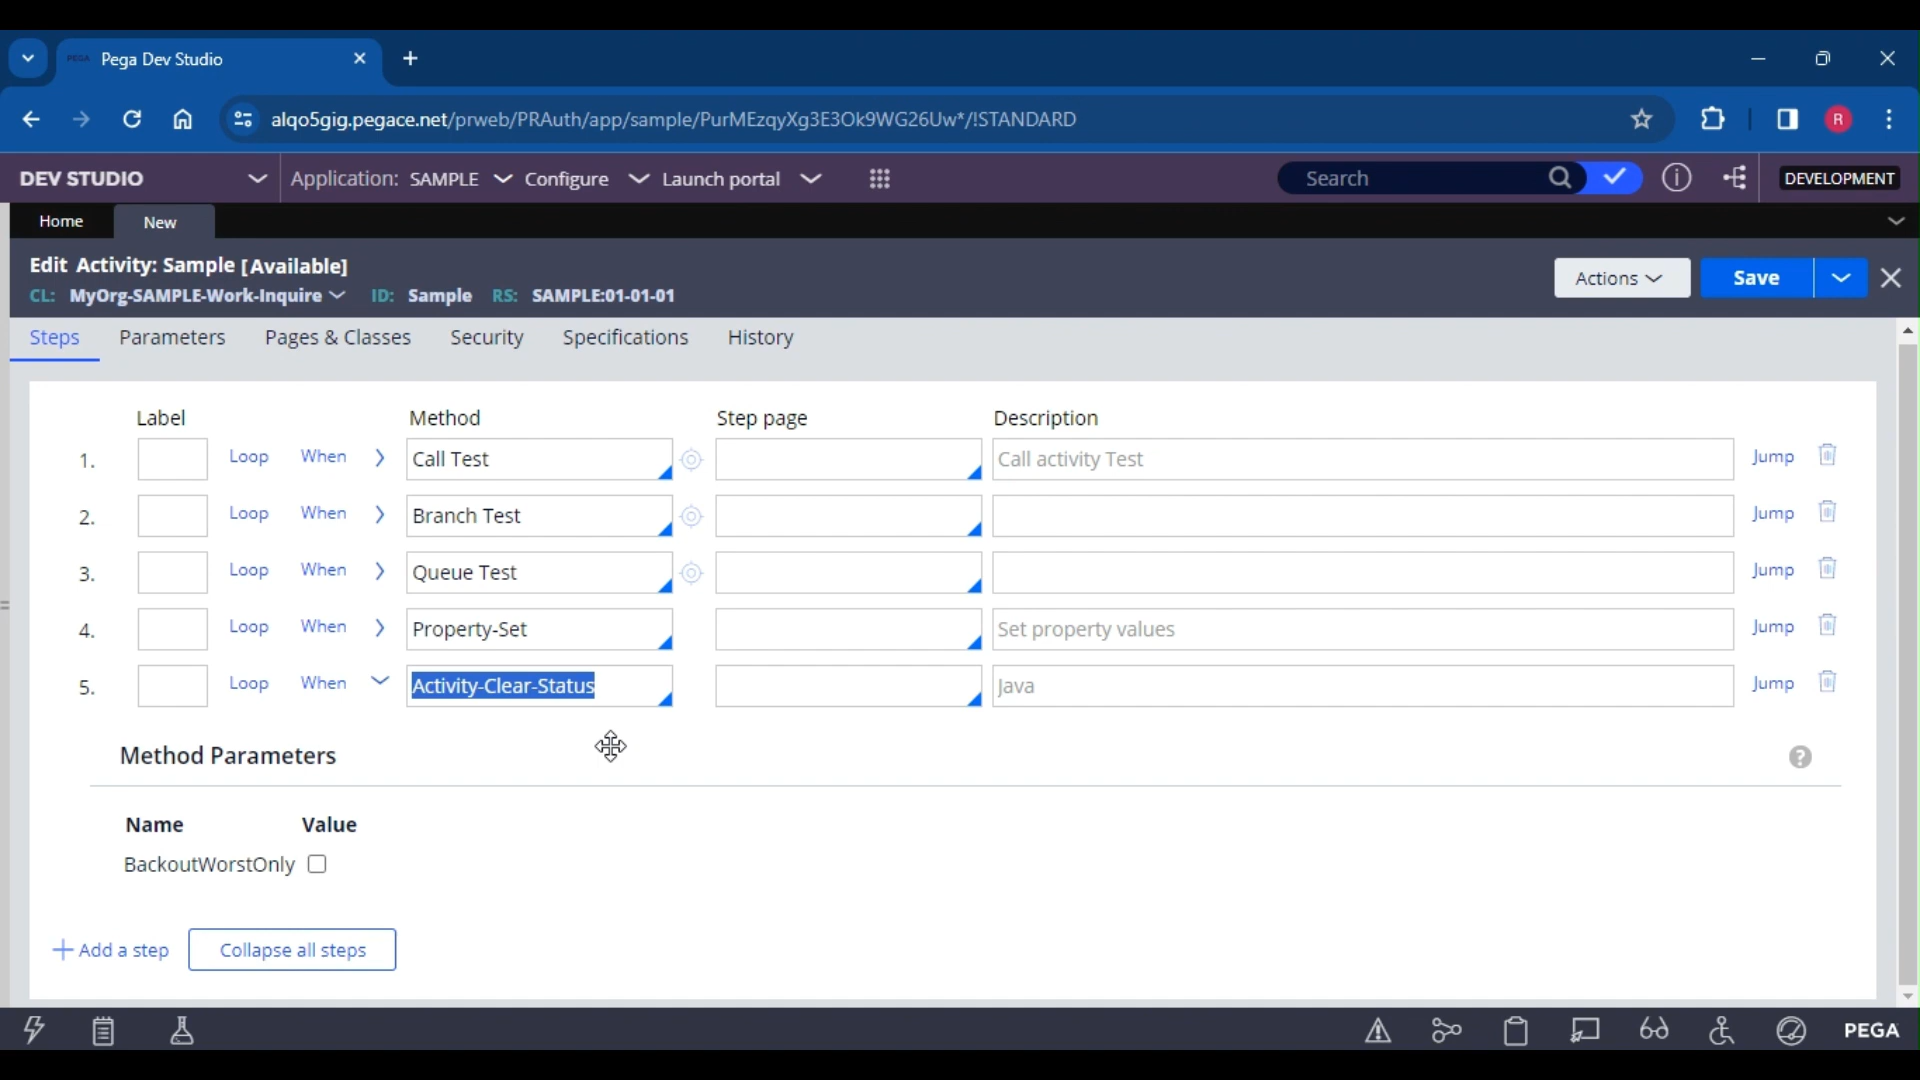 PEGA Pega Dev Studio
alqo5gig.pegace.net/prweb/PRAuth/app/sample/PurMEzqyXg3E3Ok9WG26Uw*/!STANDARD R
DEV STUDIO Application: SAMPLE Configure Launch portal Search DEVELOPMENT
Home New
Edit Activity: Sample [Available] Actions Save
CL: MyOrg-SAMPLE-Work-Inquire ID: Sample RS: SAMPLE:01-01-01
Steps Parameters Pages & Classes Security Specifications History
Label Method Step page Description
1. Loop When Call Test Call activity Test Jump
2. Loop When Branch Test Jump
3. Loop When Queue Test Jump
4. Loop When Property-Set Set property values Jump
5. Loop When Activity-Clear-Status Java Jump
Method Parameters ?
Name Value
BackoutWorstOnly
+ Add a step Collapse all steps
PEGA